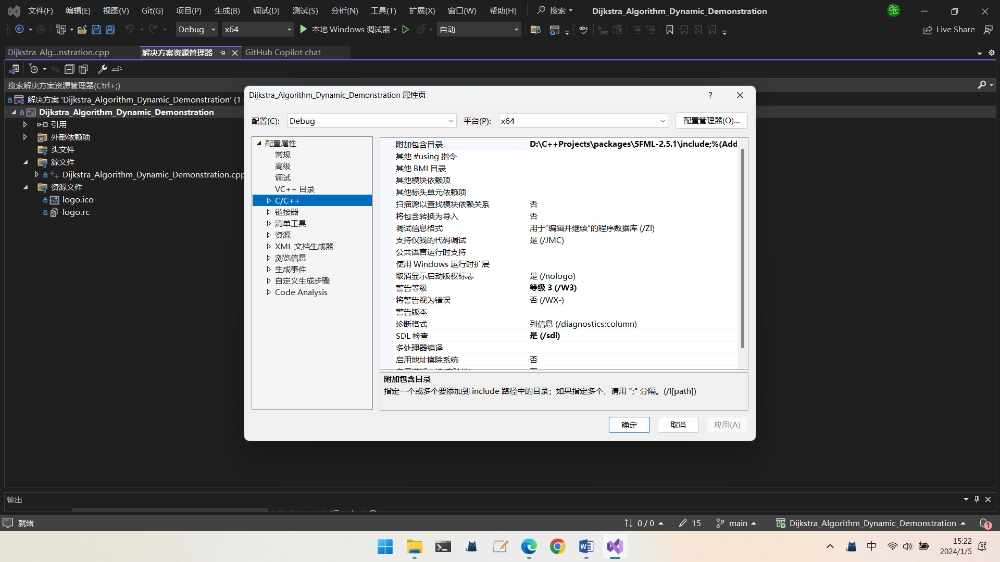 文件(F) 编辑(E) 视图(V) Git(G) 项目(P) 生成(B) 调试(D) 测试(S) 分析(N) 工具(T) 扩展(X) 窗口(W) 帮助(H) 搜索 Dijkstra_Algorithm_Dynamic_Demonstration 张
Debug x64 本地 Windows 调试器 自动 abc Live Share
Dijkstra_Alg...nstration.cpp 解决方案资源管理器 GitHub Copilot chat
搜索解决方案资源管理器(Ctrl+;)
解决方案 'Dijkstra_Algorithm_Dynamic_Demonstration' (1
Dijkstra_Algorithm_Dynamic_Demonstration
引用
外部依赖项
头文件
源文件
Dijkstra_Algorithm_Dynamic_Demonstration.cpp
资源文件
logo.ico
logo.rc
Dijkstra_Algorithm_Dynamic_Demonstration 属性页
配置(C): Debug 平台(P): x64 配置管理器(O)...
配置属性
常规
高级
调试
VC++ 目录
C/C++
链接器
清单工具
资源
XML 文档生成器
浏览信息
生成事件
自定义生成步骤
Code Analysis
附加包含目录 D:\C++Projects\packages\SFML-2.5.1\include;%(Add
其他 #using 指令
其他 BMI 目录
其他模块依赖项
其他标头单元依赖项
扫描源以查找模块依赖关系 否
将包含转换为导入 否
调试信息格式 用于“编辑并继续”的程序数据库 (/ZI)
支持仅我的代码调试 是 (/JMC)
公共语言运行时支持
使用 Windows 运行时扩展
取消显示启动版权标志 是 (/nologo)
警告等级 等级 3 (/W3)
将警告视为错误 否 (/WX-)
警告版本
诊断格式 列信息 (/diagnostics:column)
SDL 检查 是 (/sdl)
多处理器编译
启用地址擦除系统 否
附加包含目录
指定一个或多个要添加到 include 路径中的目录；如果指定多个，请用 ";" 分隔。(/I[path])
确定 取消 应用(A)
输出
就绪 0 / 0 15 main Dijkstra_Algorithm_Dynamic_Demonstration 1
中 15:22
2024/1/5